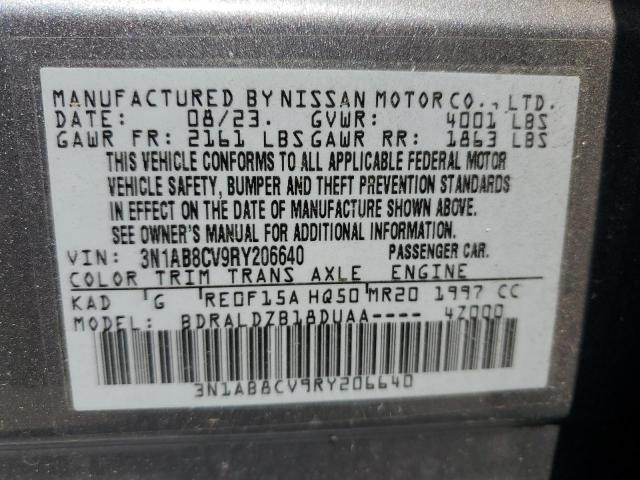 MANUFACTURED BY NISSAN MOTOR CO., LTD.
DATE: 08/23. GVWR: 4001 LBS
GAWR FR: 2161 LBS GAWR RR: 1863 LBS
THIS VEHICLE CONFORMS TO ALL APPLICABLE FEDERAL MOTOR
VEHICLE SAFETY, BUMPER AND THEFT PREVENTION STANDARDS
IN EFFECT ON THE DATE OF MANUFACTURE SHOWN ABOVE.
SEE OWNER'S MANUAL FOR ADDITIONAL INFORMATION.
VIN: 3N1AB8CV9RY206640 PASSENGER CAR.
COLOR TRIM TRANS AXLE ENGINE
KAD G RE0F15A HQ50 MR20 1997 CC
MODEL: BDRALDZB18DUAA---- 4Z000
3N1AB8CV9RY206640